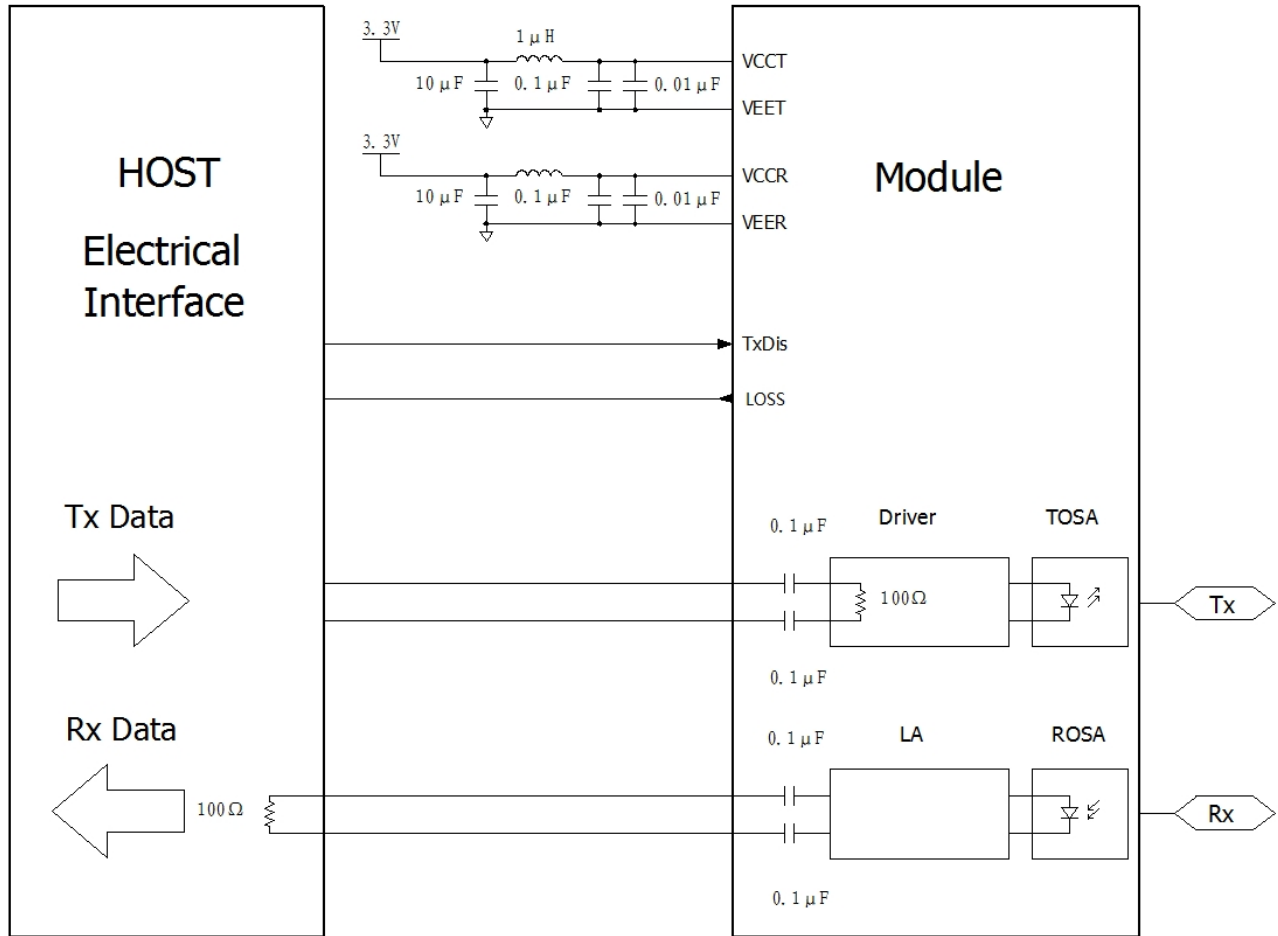 3. 3V
1μH
VCCT
10μF
0. 1μF
0. 01μF
VEET
3. 3V
HOST
Module
VCCR
10μF
0. 1μF
0. 01μF
VEER
Electrical
Interface
TxDis
LOSS
Tx Data
0. 1μF
Driver
TOSA
100Ω
Tx
0. 1μF
Rx Data
0. 1μF
LA
ROSA
100Ω
Rx
0. 1μF